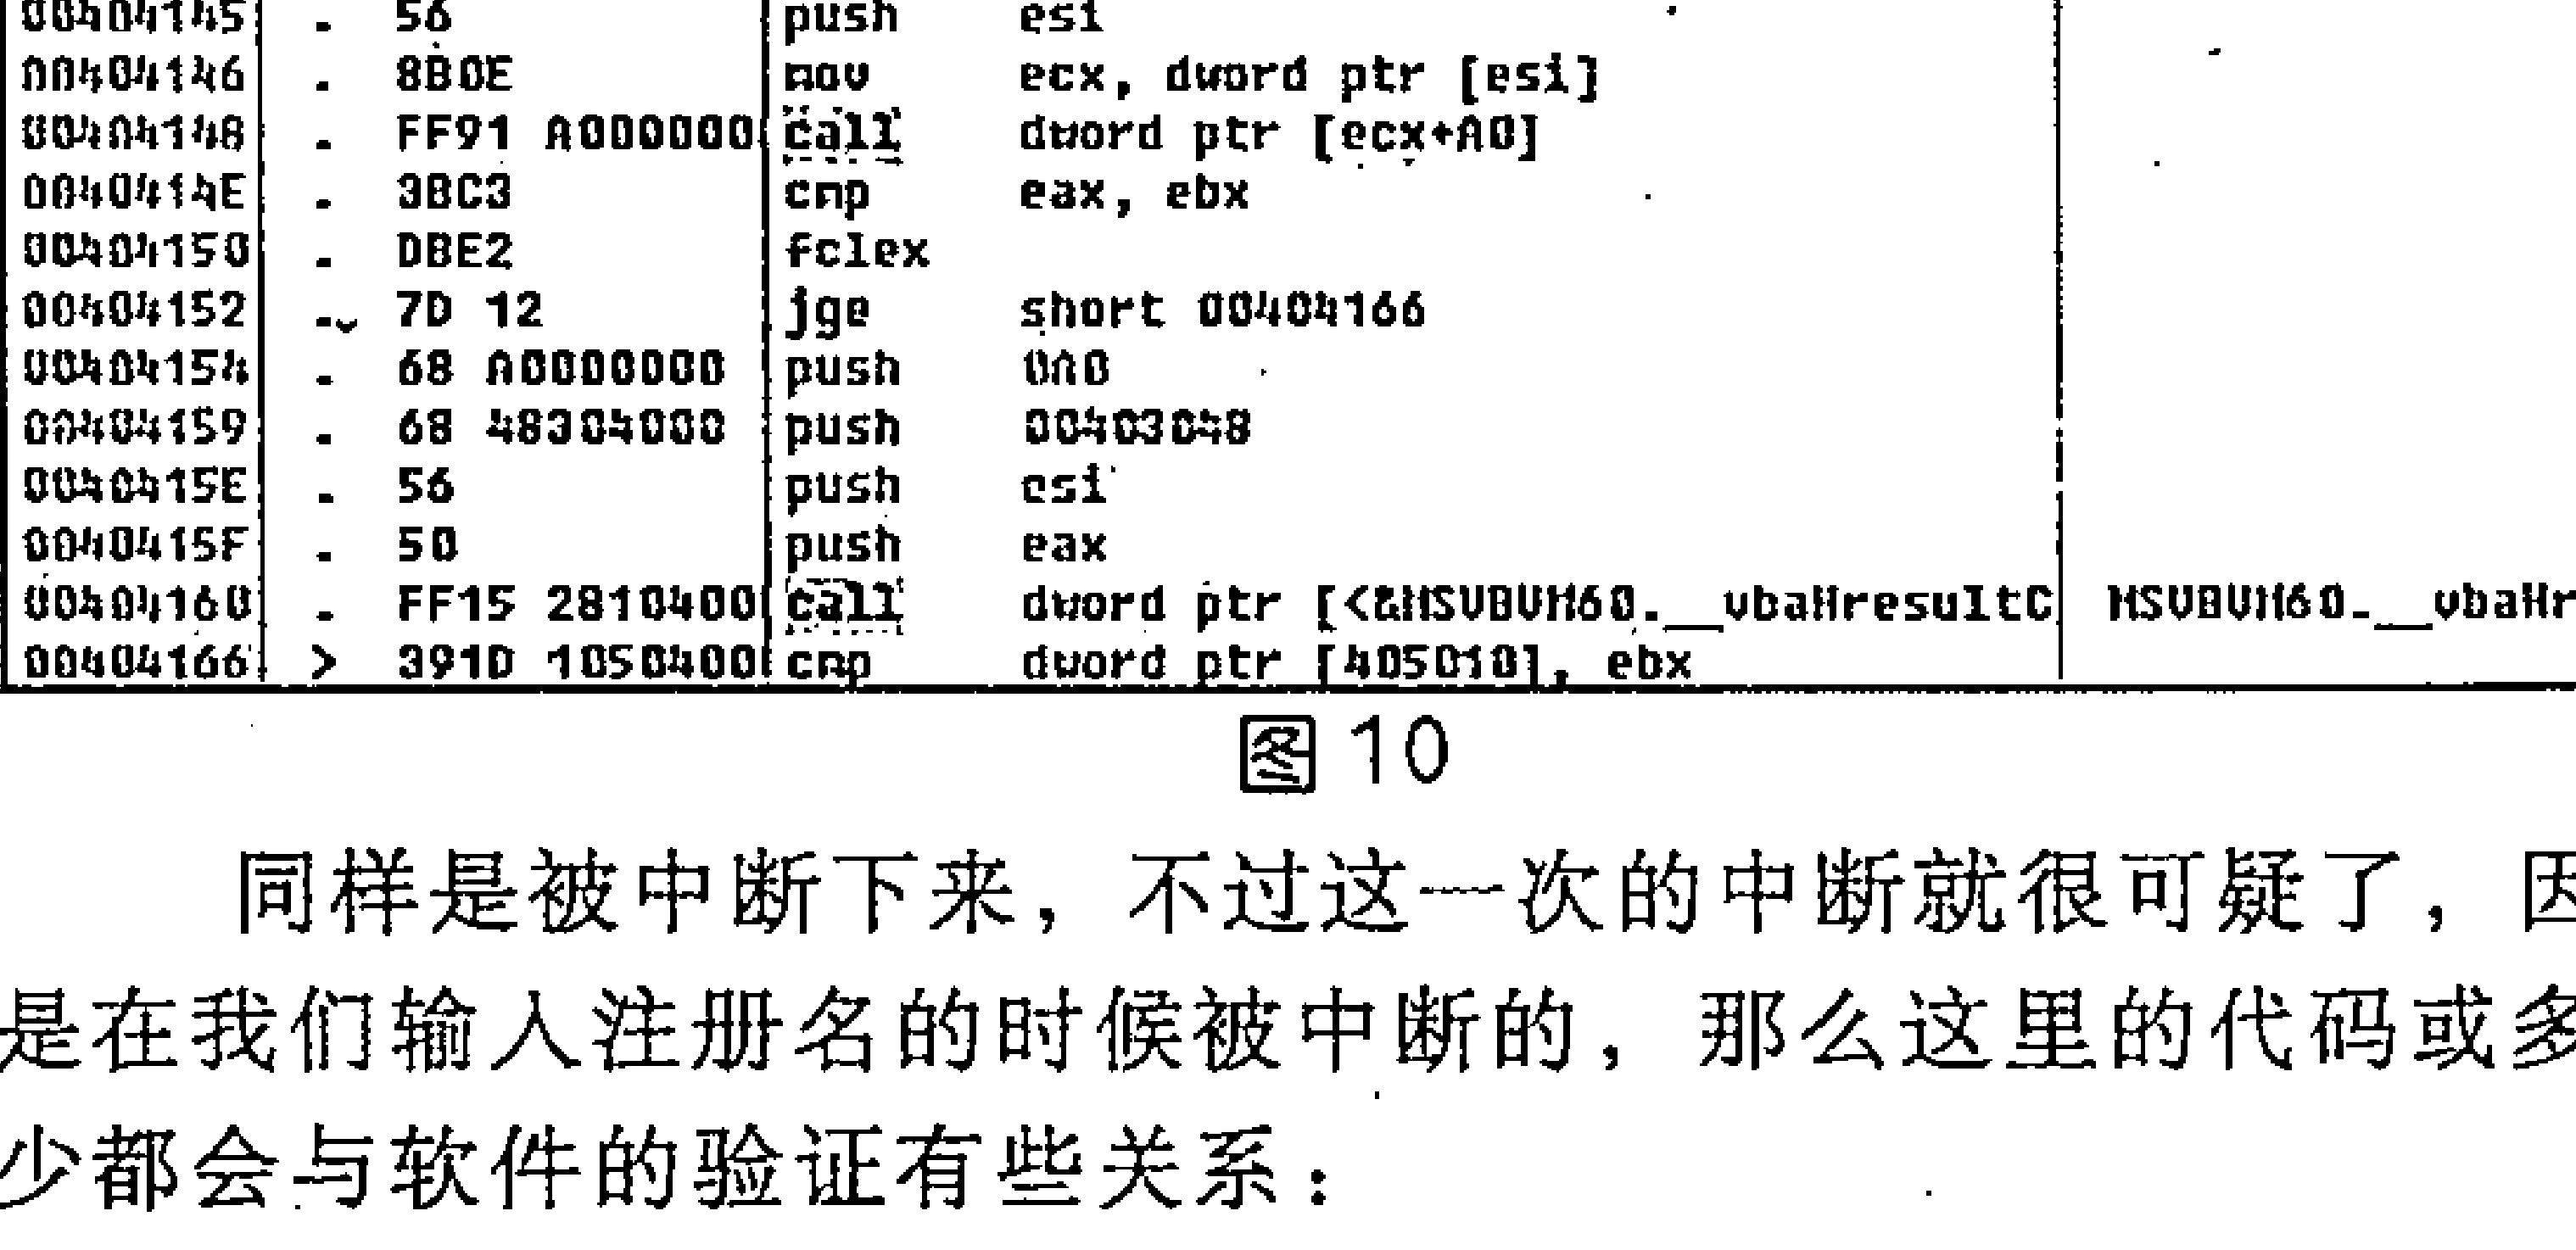 00404145 . 56 push esi
00404146 . 8B0E mov ecx, dword ptr [esi]
00404148 . FF91 A000000 call dword ptr [ecx+A0]
0040414E . 3BC3 cmp eax, ebx
00404150 . DBE2 fclex
00404152 .⌄ 7D 12 jge short 00404166
00404154 . 68 A0000000 push 0A0
00404159 . 68 48304000 push 00403048
0040415E . 56 push esi
0040415F . 50 push eax
00404160 . FF15 2810400 call dword ptr [<&MSVBVM60.__vbaHresultC MSVBVM60.__vbaHr
00404166 > 391D 1050400 cmp dword ptr [405010], ebx
图 10
同样是被中断下来，不过这一次的中断就很可疑了，因
是在我们输入注册名的时候被中断的，那么这里的代码或多
少都会与软件的验证有些关系：